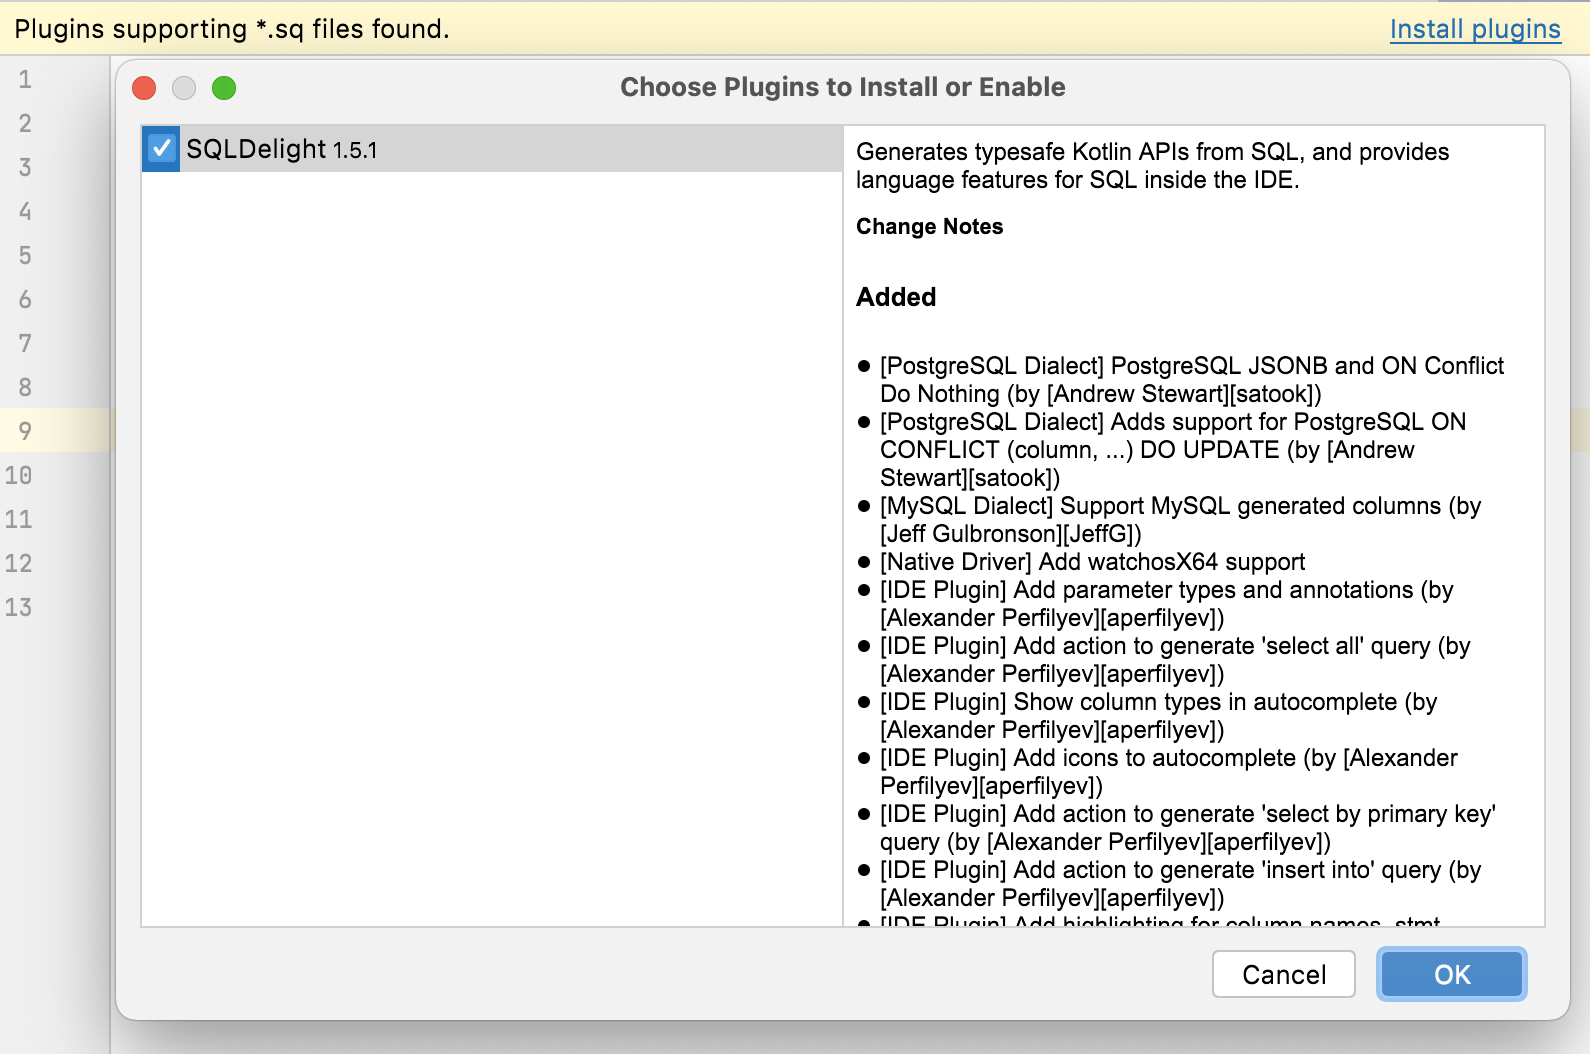 Plugins supporting *.sq files found.
Install plugins
1
2
3
4
5
6
7
8
9
10
11
12
13
Choose Plugins to Install or Enable
SQLDelight 1.5.1
Generates typesafe Kotlin APIs from SQL, and provides
language features for SQL inside the IDE.
Change Notes
Added
● [PostgreSQL Dialect] PostgreSQL JSONB and ON Conflict
Do Nothing (by [Andrew Stewart][satook])
● [PostgreSQL Dialect] Adds support for PostgreSQL ON
CONFLICT (column, ...) DO UPDATE (by [Andrew
Stewart][satook])
● [MySQL Dialect] Support MySQL generated columns (by
[Jeff Gulbronson][JeffG])
● [Native Driver] Add watchosX64 support
● [IDE Plugin] Add parameter types and annotations (by
[Alexander Perfilyev][aperfilyev])
● [IDE Plugin] Add action to generate 'select all' query (by
[Alexander Perfilyev][aperfilyev])
● [IDE Plugin] Show column types in autocomplete (by
[Alexander Perfilyev][aperfilyev])
● [IDE Plugin] Add icons to autocomplete (by [Alexander
Perfilyev][aperfilyev])
● [IDE Plugin] Add action to generate 'select by primary key'
query (by [Alexander Perfilyev][aperfilyev])
● [IDE Plugin] Add action to generate 'insert into' query (by
[Alexander Perfilyev][aperfilyev])
● [IDE Plugin] Add highlighting for column names, stmt
Cancel
OK